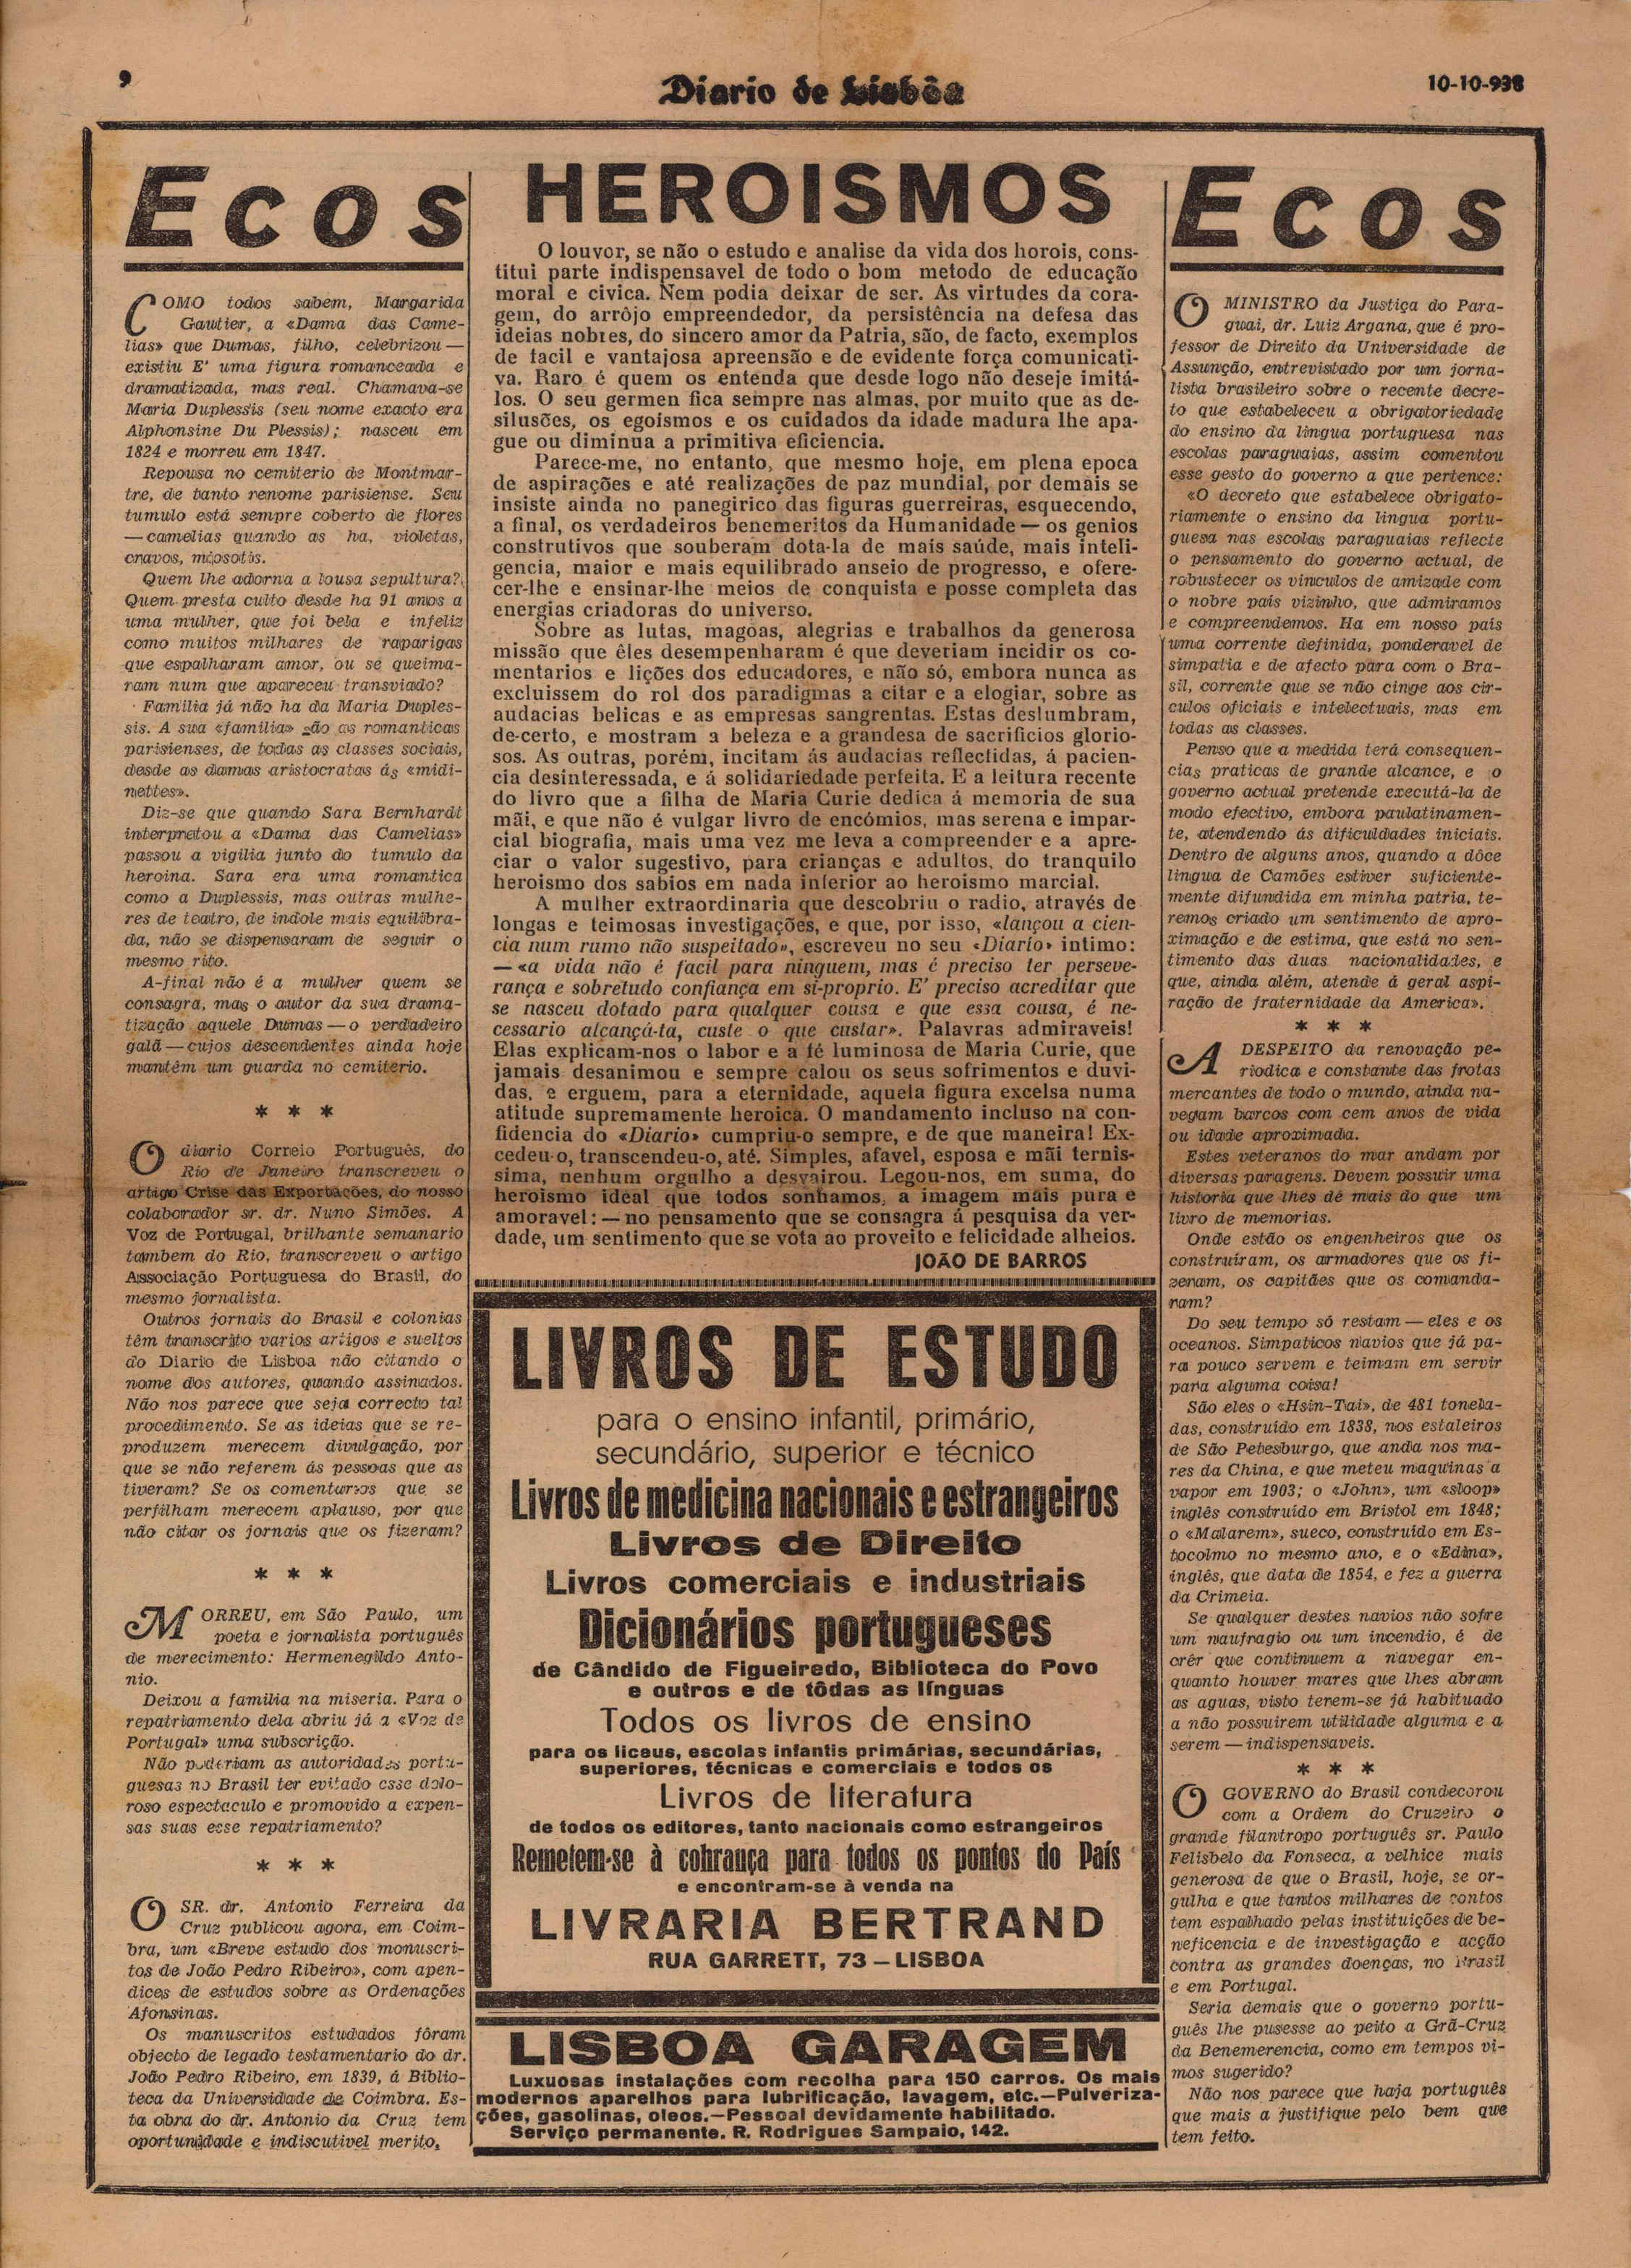 9
Diario de Lisbôa
10-10-938
Ecos
COMO todos sabem, Margarida
Gautier, a «Dama das Came-
lias» que Dumas, filho, celebrizou —
existiu E' uma figura romanceada e
dramatizada, mas real. Chamava-se
Maria Duplessis (seu nome exacto era
Alphonsine Du Plessis); nasceu em
1824 e morreu em 1847.
Repousa no cemiterio de Montmar-
tre, de tanto renome parisiense. Seu
tumulo está sempre coberto de flores
— camelias quando as ha, violetas,
cravos, miosotis.
Quem lhe adorna a lousa sepultura?
Quem presta culto desde ha 91 anos a
uma mulher, que foi bela e infeliz
como muitos milhares de raparigas
que espalharam amor, ou se queima-
ram num que apareceu transviado?
Familia já não ha da Maria Duples-
sis. A sua «familia» são as romanticas
parisienses, de todas as classes sociais,
desde as damas aristocratas ás «midi-
nettes».
Diz-se que quando Sara Bernhardt
interpretou a «Dama das Camelias»
passou a vigilia junto do tumulo da
heroina. Sara era uma romantica
como a Duplessis, mas outras mulhe-
res de teatro, de indole mais equilibra-
da, não se dispensaram de seguir o
mesmo rito.
A-final não é a mulher quem se
consagra, mas o autor da sua drama-
tização aquele Dumas — o verdadeiro
galã — cujos descendentes ainda hoje
mantêm um guarda no cemiterio.
* * *
O diario Correio Português, do
Rio de Janeiro transcreveu o
artigo Crise das Exportações, do nosso
colaborador sr. dr. Nuno Simões. A
Voz de Portugal, brilhante semanario
tambem do Rio, transcreveu o artigo
Associação Portuguesa do Brasil, do
mesmo jornalista.
Outros jornais do Brasil e colonias
têm transcrito varios artigos e sueltos
do Diario de Lisboa não citando o
nome dos autores, quando assinados.
Não nos parece que seja correcto tal
procedimento. Se as ideias que se re-
produzem merecem divulgação, por
que se não referem ás pessoas que as
tiveram? Se os comentarios que se
perfilham merecem aplauso, por que
não citar os jornais que os fizeram?
* * *
MORREU, em São Paulo, um
poeta e jornalista português
de merecimento: Hermenegildo Anto-
nio.
Deixou a familia na miseria. Para o
repatriamento dela abriu já a «Voz de
Portugal» uma subscrição.
Não poderiam as autoridades portu-
guesas no Brasil ter evitado esse dolo-
roso espectaculo e promovido a expen-
sas suas esse repatriamento?
* * *
O SR. dr. Antonio Ferreira da
Cruz publicou agora, em Coim-
bra, um «Breve estudo dos monuscri-
tos de João Pedro Ribeiro», com apen-
dices de estudos sobre as Ordenações
Afonsinas.
Os manuscritos estudados fôram
objecto de legado testamentario do dr.
João Pedro Ribeiro, em 1839, á Biblio-
teca da Universidade de Coimbra. Es-
ta obra do dr. Antonio da Cruz tem
oportunidade e indiscutivel merito.
HEROISMOS
O louvor, se não o estudo e analise da vida dos horois, cons-
titui parte indispensavel de todo o bom metodo de educação
moral e civica. Nem podia deixar de ser. As virtudes da cora-
gem, do arrôjo empreendedor, da persistência na defesa das
ideias nobres, do sincero amor da Patria, são, de facto, exemplos
de facil e vantajosa apreensão e de evidente força comunicati-
va. Raro é quem os entenda que desde logo não deseje imitá-
los. O seu germen fica sempre nas almas, por muito que as de-
silusões, os egoismos e os cuidados da idade madura lhe apa-
gue ou diminua a primitiva eficiencia.
Parece-me, no entanto, que mesmo hoje, em plena epoca
de aspirações e até realizações de paz mundial, por demais se
insiste ainda no panegirico das figuras guerreiras, esquecendo,
a final, os verdadeiros benemeritos da Humanidade — os genios
construtivos que souberam dota-la de mais saúde, mais inteli-
gencia, maior e mais equilibrado anseio de progresso, e ofere-
cer-lhe e ensinar-lhe meios de conquista e posse completa das
energias criadoras do universo.
Sobre as lutas, magoas, alegrias e trabalhos da generosa
missão que êles desempenharam é que deveriam incidir os co-
mentarios e lições dos educadores, e não só, embora nunca as
excluissem do rol dos paradigmas a citar e a elogiar, sobre as
audacias belicas e as empresas sangrentas. Estas deslumbram,
de-certo, e mostram a beleza e a grandesa de sacrificios glorio-
sos. As outras, porém, incitam ás audacias reflectidas, á pacien-
cia desinteressada, e á solidariedade perfeita. E a leitura recente
do livro que a filha de Maria Curie dedica á memoria de sua
mãi, e que não é vulgar livro de encómios, mas serena e impar-
cial biografia, mais uma vez me leva a compreender e a apre-
ciar o valor sugestivo, para crianças e adultos, do tranquilo
heroismo dos sabios em nada inferior ao heroismo marcial.
A mulher extraordinaria que descobriu o radio, através de
longas e teimosas investigações, e que, por isso, «lançou a cien-
cia num rumo não suspeitado», escreveu no seu «Diario» intimo:
— «a vida não é facil para ninguem, mas é preciso ter perseve-
rança e sobretudo confiança em si-proprio. E' preciso acreditar que
se nasceu dotado para qualquer cousa e que essa cousa, é ne-
cessario alcançá-ta, custe o que custar». Palavras admiraveis!
Elas explicam-nos o labor e a fé luminosa de Maria Curie, que
jamais desanimou e sempre calou os seus sofrimentos e duvi-
das, e erguem, para a eternidade, aquela figura excelsa numa
atitude supremamente heroica. O mandamento incluso na con-
fidencia do «Diario» cumpriu-o sempre, e de que maneira! Ex-
cedeu-o, transcendeu-o, até. Simples, afavel, esposa e mãi ternis-
sima, nenhum orgulho a desvairou. Legou-nos, em suma, do
heroismo ideal que todos sonhamos, a imagem mais pura e
amoravel: — no pensamento que se consagra á pesquisa da ver-
dade, um sentimento que se vota ao proveito e felicidade alheios.
JOÃO DE BARROS
LIVROS DE ESTUDO
para o ensino infantil, primário,
secundário, superior e técnico
Livros de medicina nacionais e estrangeiros
Livros de Direito
Livros comerciais e industriais
Dicionários portugueses
de Cândido de Figueiredo, Biblioteca do Povo
e outros e de tôdas as línguas
Todos os livros de ensino
para os liceus, escolas infantis primárias, secundárias,
superiores, técnicas e comerciais e todos os
Livros de literatura
de todos os editores, tanto nacionais como estrangeiros
Remetem-se à cobrança para todos os pontos do País
e encontram-se à venda na
LIVRARIA BERTRAND
RUA GARRETT, 73 — LISBOA
LISBOA GARAGEM
Luxuosas instalações com recolha para 150 carros. Os mais
modernos aparelhos para lubrificação, lavagem, etc.—Pulveriza-
ções, gasolinas, oleos.—Pessoal devidamente habilitado.
Serviço permanente. R. Rodrigues Sampaio, 142.
Ecos
O MINISTRO da Justiça do Para-
guai, dr. Luiz Argana, que é pro-
fessor de Direito da Universidade de
Assunção, entrevistado por um jorna-
lista brasileiro sobre o recente decre-
to que estabeleceu a obrigatoriedade
do ensino da lingua portuguesa nas
escolas paraguaias, assim comentou
esse gesto do governo a que pertence:
«O decreto que estabelece obrigato-
riamente o ensino da lingua portu-
guesa nas escolas paraguaias reflecte
o pensamento do governo actual, de
robustecer os vinculos de amizade com
o nobre pais vizinho, que admiramos
e compreendemos. Ha em nosso pais
uma corrente definida, ponderavel de
simpatia e de afecto para com o Bra-
sil, corrente que se não cinge aos cir-
culos oficiais e intelectuais, mas em
todas as classes.
Penso que a medida terá consequen-
cias praticas de grande alcance, e o
governo actual pretende executá-la de
modo efectivo, embora paulatinamen-
te, atendendo ás dificuldades iniciais.
Dentro de alguns anos, quando a dôce
lingua de Camões estiver suficiente-
mente difundida em minha patria, te-
remos criado um sentimento de apro-
ximação e de estima, que está no sen-
timento das duas nacionalidades, e
que, ainda além, atende á geral aspi-
ração de fraternidade da America».
* * *
A DESPEITO da renovação pe-
riodica e constante das frotas
mercantes de todo o mundo, ainda na-
vegam barcos com cem anos de vida
ou idade aproximada.
Estes veteranos do mar andam por
diversas paragens. Devem possuir uma
historia que lhes dê mais do que um
livro de memorias.
Onde estão os engenheiros que os
construiram, os armadores que os fi-
zeram, os capitães que os comanda-
ram?
Do seu tempo só restam — eles e os
oceanos. Simpaticos navios que já pa-
ra pouco servem e teimam em servir
para alguma coisa!
São eles o «Hsin-Tai», de 481 tonela-
das, construído em 1838, nos estaleiros
de São Petesburgo, que anda nos ma-
res da China, e que meteu maquinas a
vapor em 1903; o «John», um «sloop»
inglês construído em Bristol em 1848;
o «Malarem», sueco, construído em Es-
tocolmo no mesmo ano, e o «Edina»,
inglês, que data de 1854, e fez a guerra
da Crimeia.
Se qualquer destes navios não sofre
um naufragio ou um incendio, é de
crêr que continuem a navegar en-
quanto houver mares que lhes abram
as aguas, visto terem-se já habituado
a não possuirem utilidade alguma e a
serem — indispensaveis.
* * *
O GOVERNO do Brasil condecorou
com a Ordem do Cruzeiro o
grande filantropo português sr. Paulo
Felisbelo da Fonseca, a velhice mais
generosa de que o Brasil, hoje, se or-
gulha e que tantos milhares de contos
tem espalhado pelas instituições de be-
neficencia e de investigação e acção
contra as grandes doenças, no Brasil
e em Portugal.
Seria demais que o governo portu-
guês lhe pusesse ao peito a Grã-Cruz
da Benemerencia, como em tempos vi-
mos sugerido?
Não nos parece que haja português
que mais a justifique pelo bem que
tem feito.